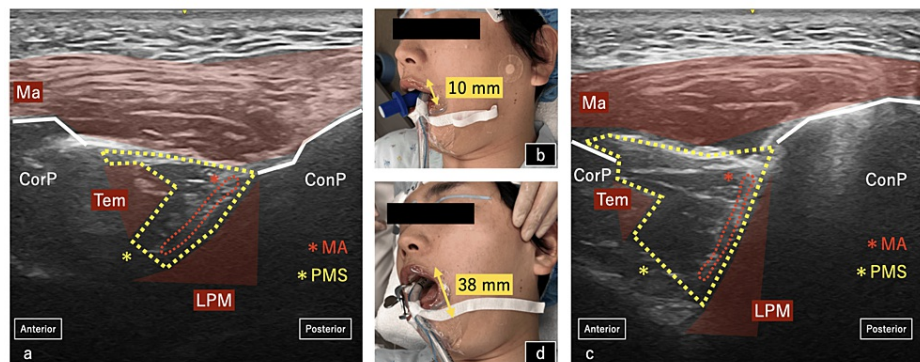 Ma
CorP
ConP
Tem
*
*
* MA
* PMS
LPM
Anterior
Posterior
a
10 mm
b
38 mm
d
Ma
CorP
ConP
Tem
*
*
* MA
* PMS
LPM
Anterior
Posterior
c